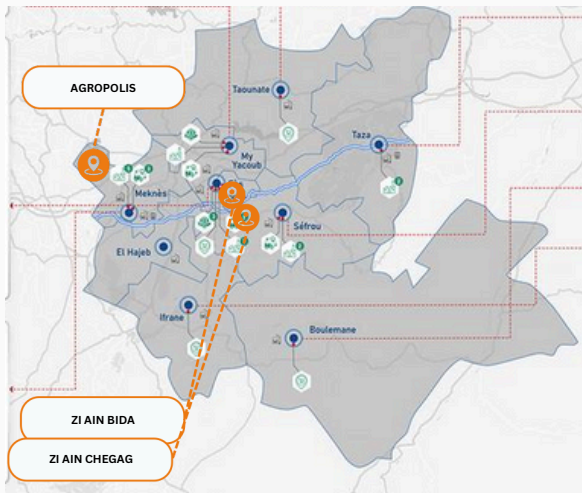 AGROPOLIS
Taounate
Taza
My
Yacoub
Meknès
Séfrou
El Hajeb
Ifrane
Boulemane
ZI AIN BIDA
ZI AIN CHEGAG